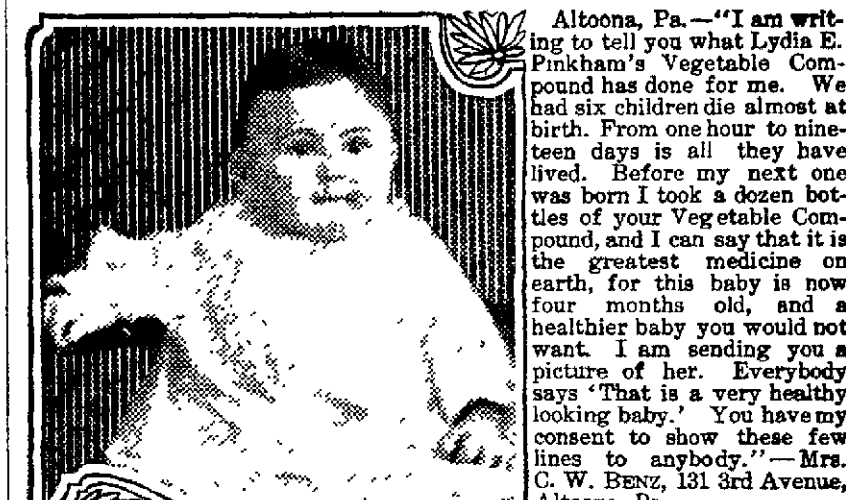 Altoona, Pa.—"I am writ-
ing to tell you what Lydia E.
Pinkham's Vegetable Com-
pound has done for me. We
had six children die almost at
birth. From one hour to nine-
teen days is all they have
lived. Before my next one
was born I took a dozen bot-
tles of your Vegetable Com-
pound, and I can say that it is
the greatest medicine on
earth, for this baby is now
four months old, and a
healthier baby you would not
want. I am sending you a
picture of her. Everybody
says 'That is a very healthy
looking baby.' You have my
consent to show these few
lines to anybody."—Mrs.
C. W. BENZ, 131 3rd Avenue,
Altoona, Pa.